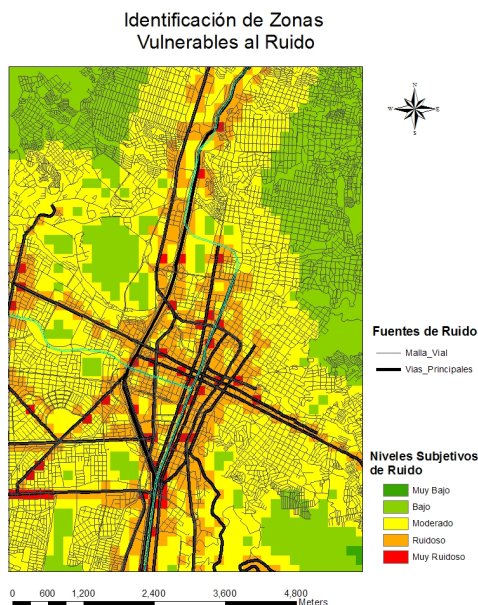 Identificación de Zonas
Vulnerables al Ruido
N
W E
S
Fuentes de Ruido
Malla_Vial
Vias_Principales
Niveles Subjetivos
de Ruido
Muy Bajo
Bajo
Moderado
Ruidoso
Muy Ruidoso
0 600 1,200 2,400 3,600 4,800
Meters